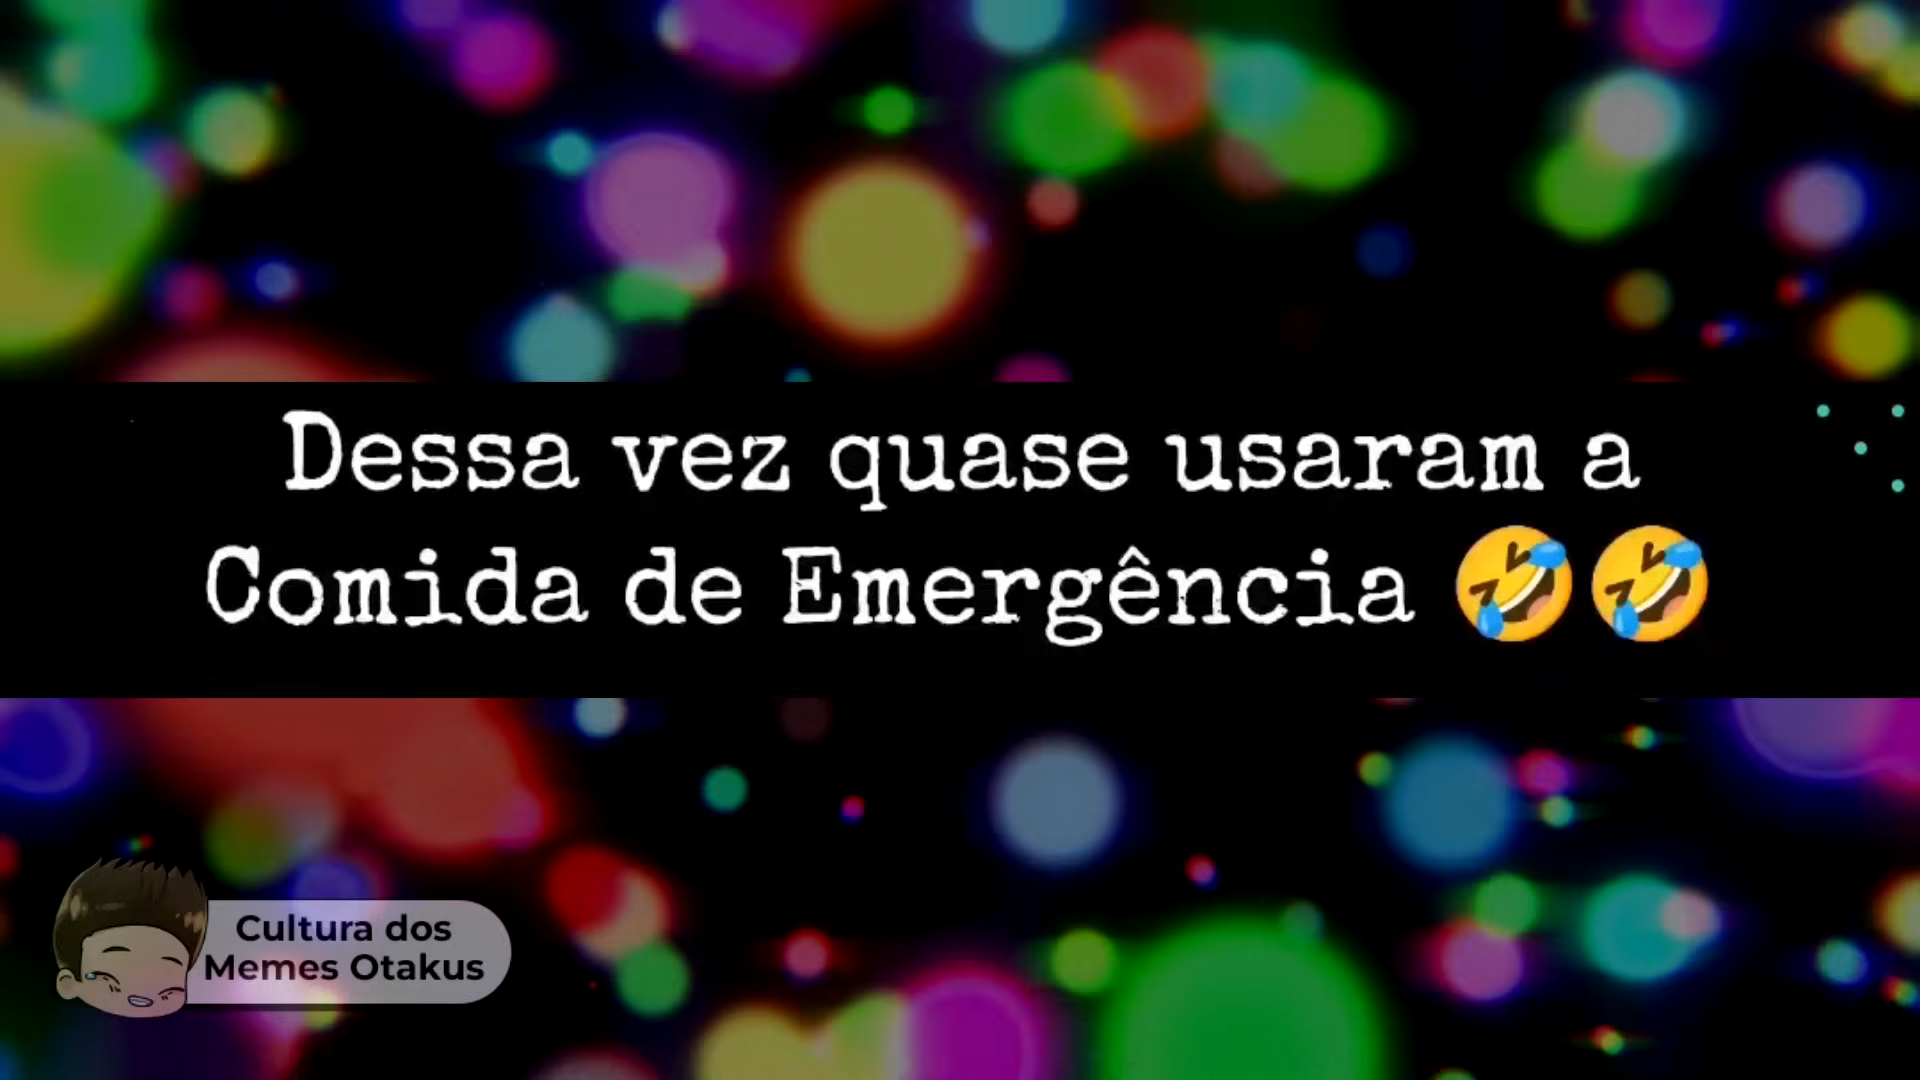 Dessa vez quase usaram a
Comida de Emergência 🤣🤣
Cultura dos
Memes Otakus